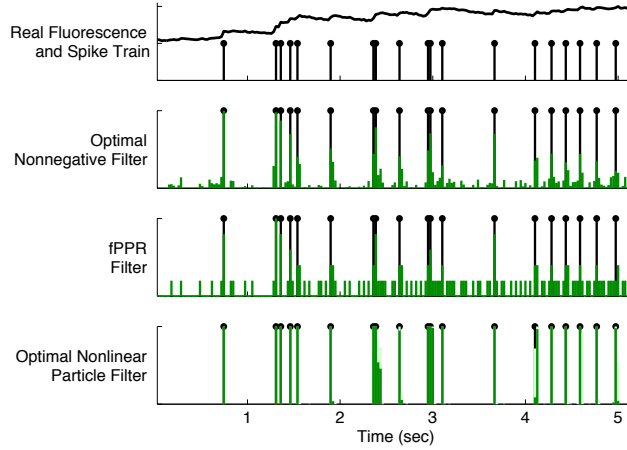 Real Fluorescence
and Spike Train
Optimal
Nonnegative Filter
fPPR
Filter
Optimal Nonlinear
Particle Filter
1 2 3 4 5
Time (sec)